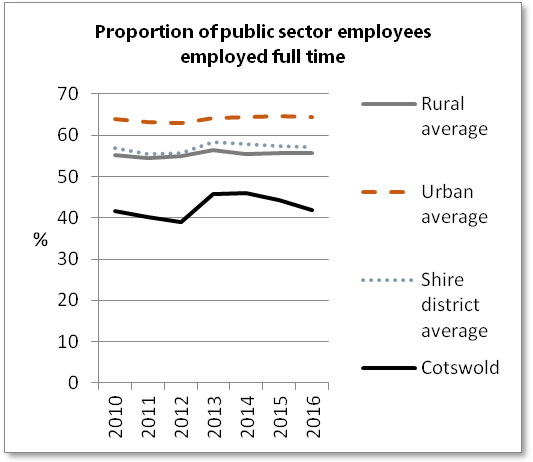 Proportion of public sector employees
employed full time
70
60
50
40
30
20
10
0
%
2010
2011
2012
2013
2014
2015
2016
Rural
average
Urban
average
Shire
district
average
Cotswold